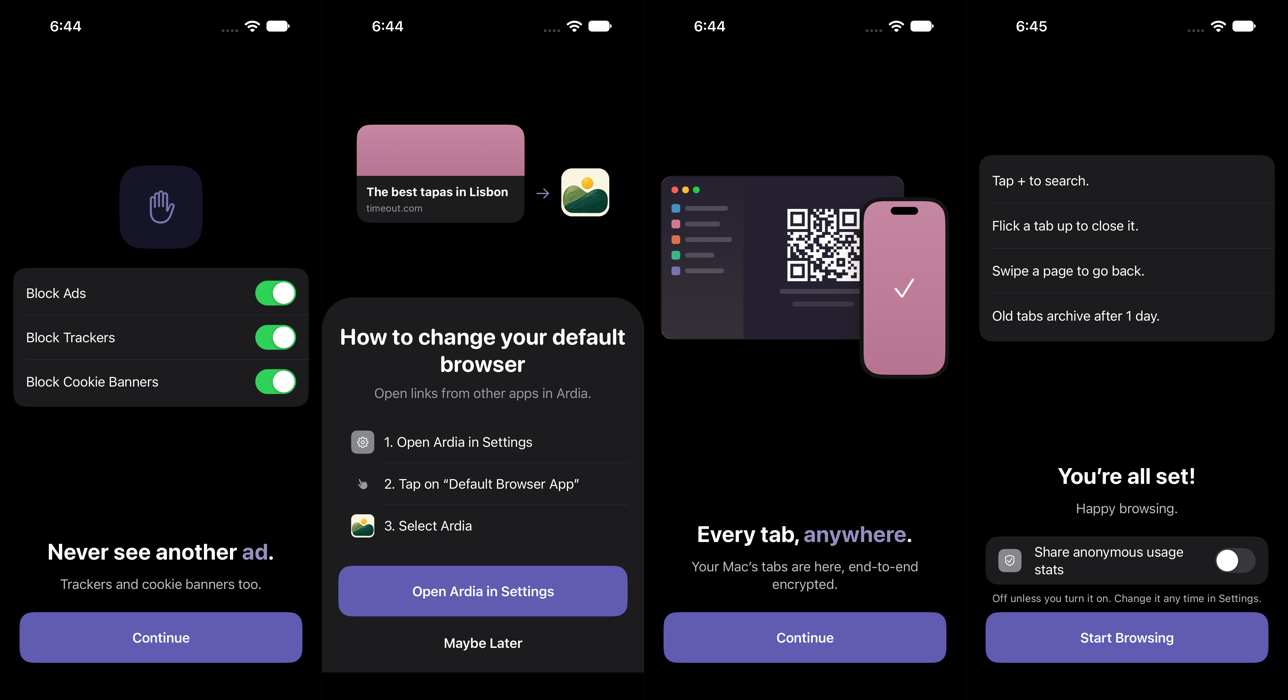 6:44
Block Ads
Block Trackers
Block Cookie Banners
Never see another ad.
Trackers and cookie banners too.
Continue
6:44
The best tapas in Lisbon
timeout.com
How to change your default
browser
Open links from other apps in Ardia.
1. Open Ardia in Settings
2. Tap on “Default Browser App”
3. Select Ardia
Open Ardia in Settings
Maybe Later
6:44
Every tab, anywhere.
Your Mac’s tabs are here, end-to-end
encrypted.
Continue
6:45
Tap + to search.
Flick a tab up to close it.
Swipe a page to go back.
Old tabs archive after 1 day.
You’re all set!
Happy browsing.
Share anonymous usage
stats
Off unless you turn it on. Change it any time in Settings.
Start Browsing